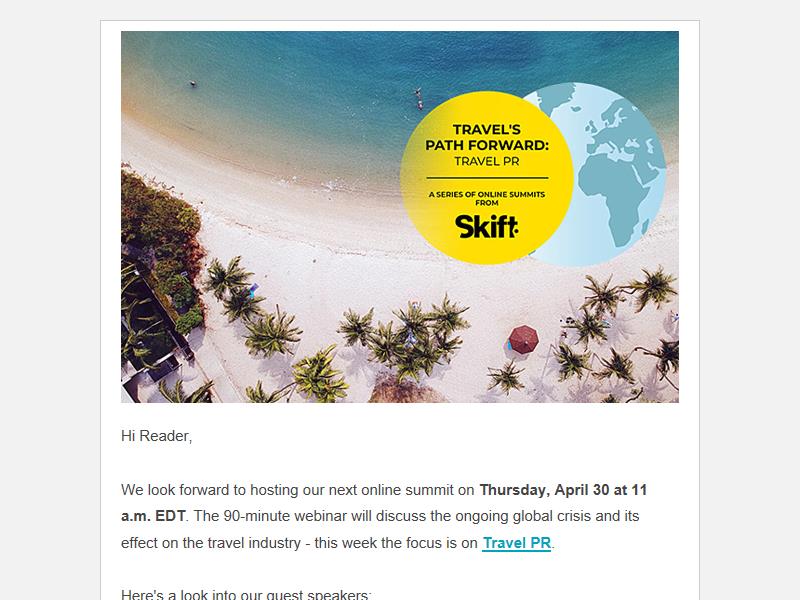 TRAVEL'S
PATH FORWARD:
TRAVEL PR
A SERIES OF ONLINE SUMMITS
FROM
Skift
Hi Reader,
We look forward to hosting our next online summit on Thursday, April 30 at 11
a.m. EDT. The 90-minute webinar will discuss the ongoing global crisis and its
effect on the travel industry - this week the focus is on Travel PR.
Here's a look into our guest speakers: